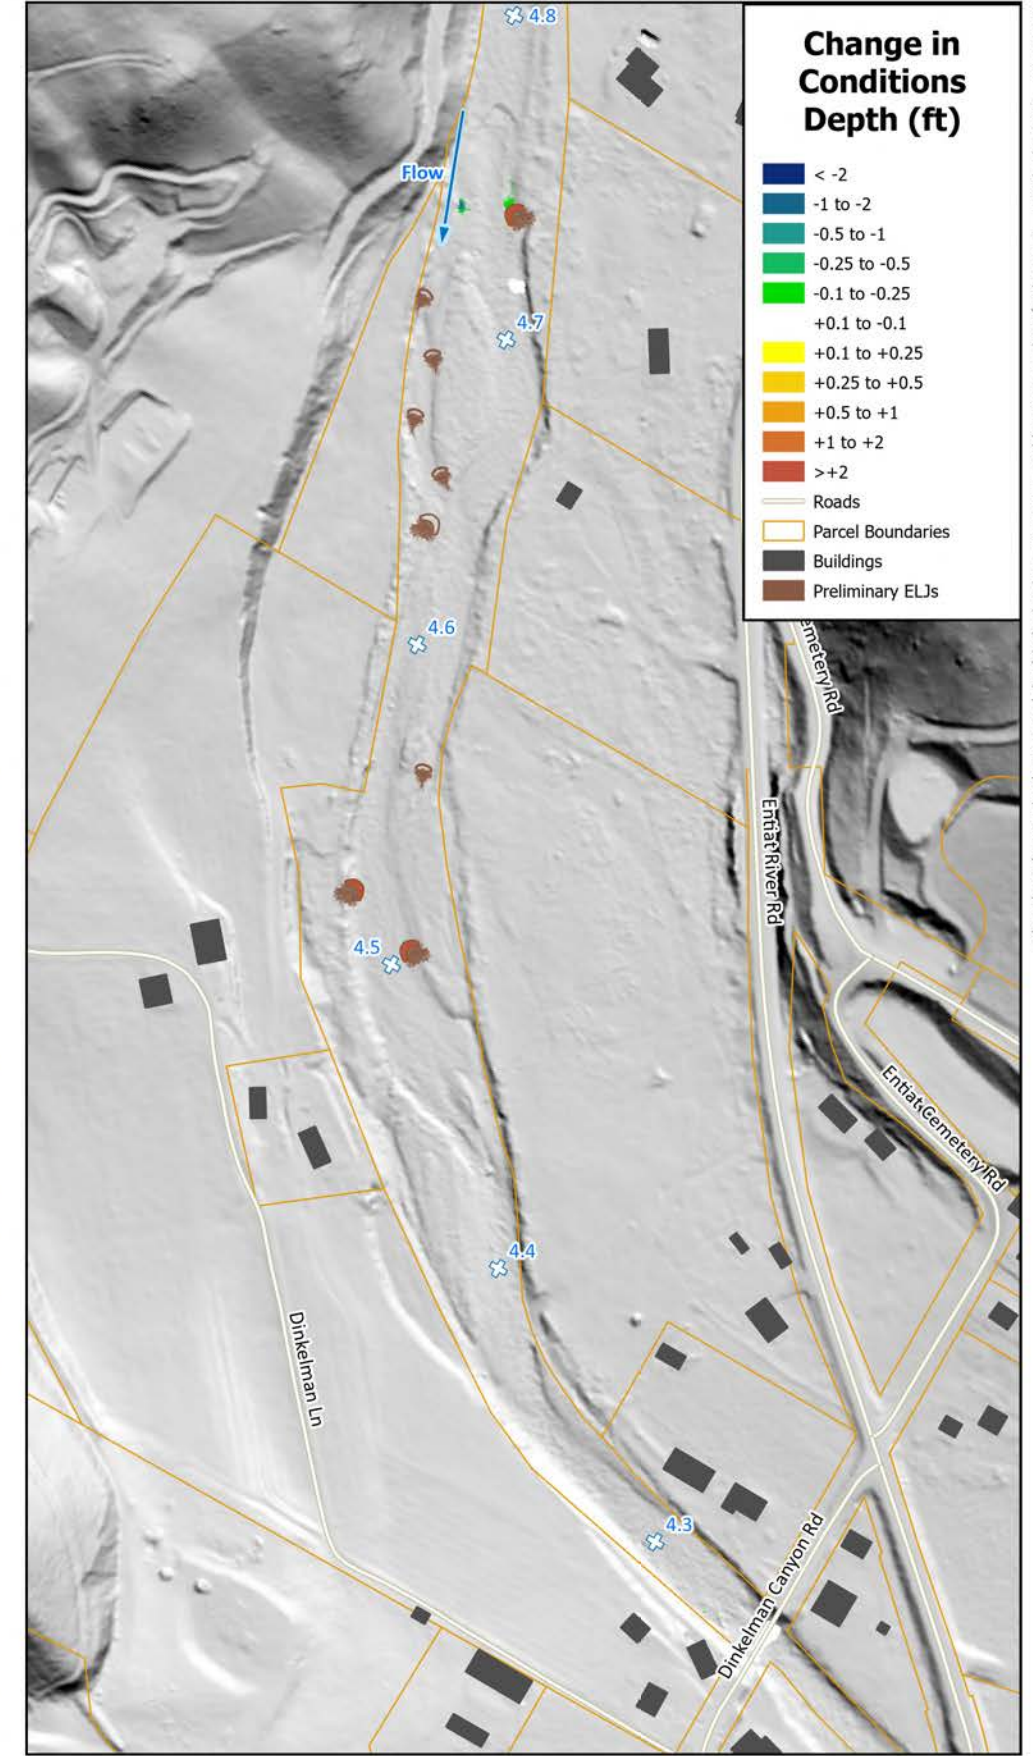 4.8
Change in
Conditions
Depth (ft)
< -2
-1 to -2
-0.5 to -1
-0.25 to -0.5
-0.1 to -0.25
+0.1 to -0.1
+0.1 to +0.25
+0.25 to +0.5
+0.5 to +1
+1 to +2
>+2
Roads
Parcel Boundaries
Buildings
Preliminary ELJs
Flow
4.7
4.6
emetery Rd
Entiat River Rd
4.5
Entiat Cemetery Rd
4.4
Dinkelman Ln
4.3
Dinkelman Canyon Rd